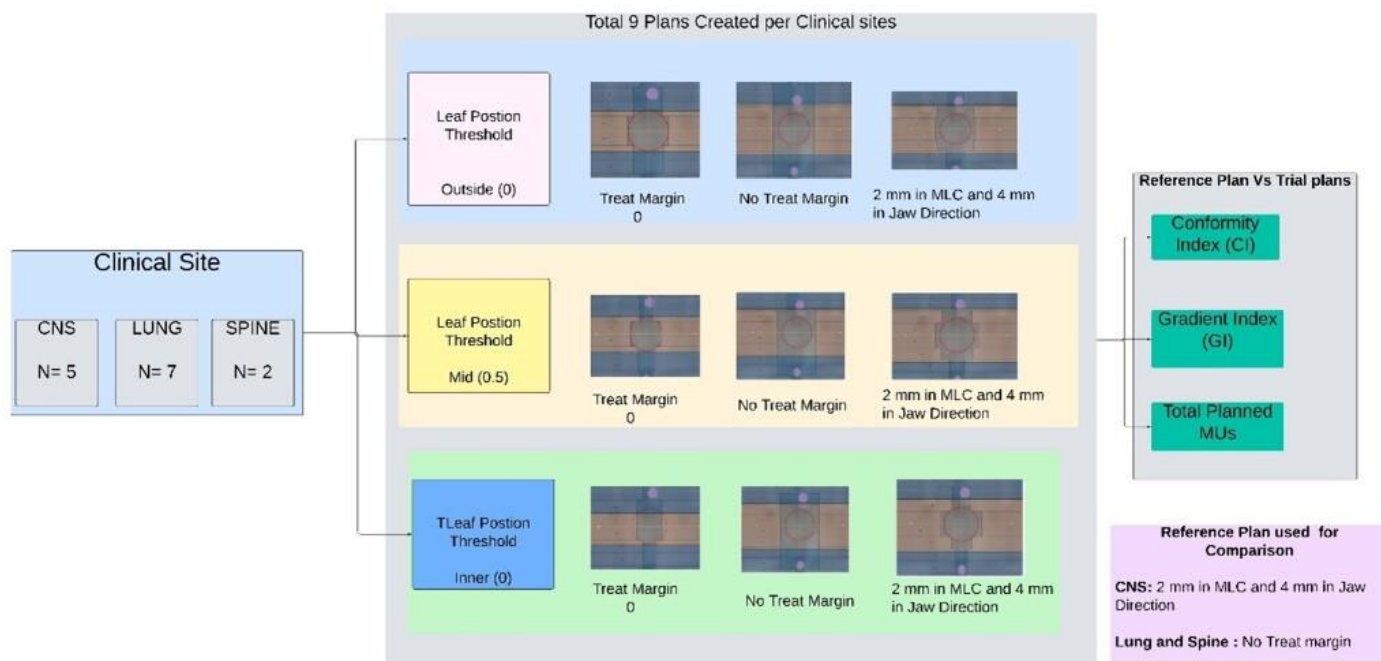 Total 9 Plans Created per Clinical sites
Clinical Site
CNS
N= 5
LUNG
N= 7
SPINE
N= 2
Leaf Postion
Threshold
Outside (0)
Treat Margin
0
No Treat Margin
2 mm in MLC and 4 mm
in Jaw Direction
Leaf Postion
Threshold
Mid (0.5)
Treat Margin
0
No Treat Margin
2 mm in MLC and 4 mm
in Jaw Direction
TLeaf Postion
Threshold
Inner (0)
Treat Margin
0
No Treat Margin
2 mm in MLC and 4 mm
in Jaw Direction
Reference Plan Vs Trial plans
Conformity
Index (CI)
Gradient Index
(GI)
Total Planned
MUs
Reference Plan used for
Comparison
CNS: 2 mm in MLC and 4 mm in Jaw
Direction
Lung and Spine : No Treat margin